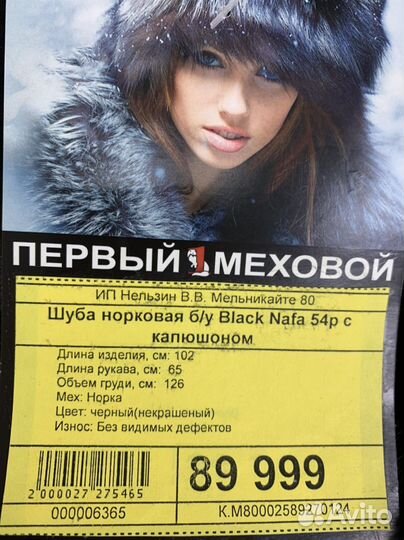 ПЕРВЫЙ МЕХОВОЙ
ИП Нельзин В.В. Мельникайте 80
Шуба норковая б/у Black Nafa 54р с
капюшоном
Длина изделия, см: 102
Длина рукава, см: 65
Объем груди, см: 126
Мех: Норка
Цвет: черный(некрашеный)
Износ: Без видимых дефектов
2 000027 275465
89 999
000006365
К.М80002589270124
Avito